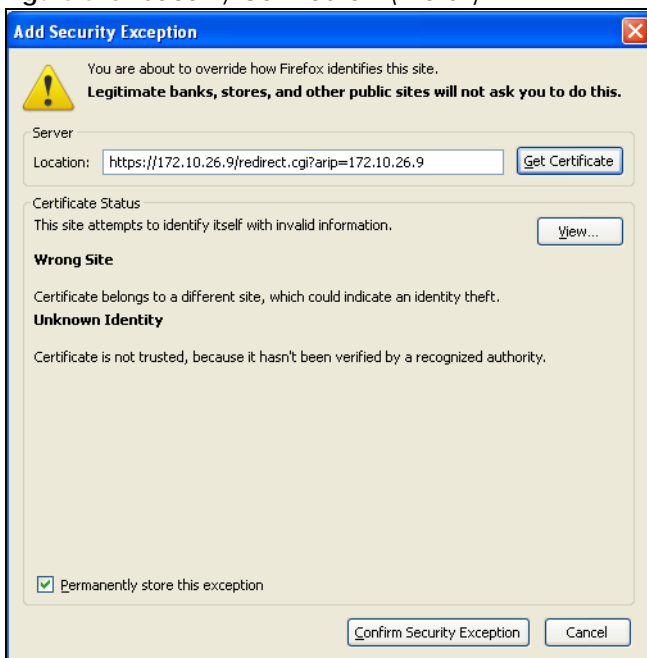 Add Security Exception
You are about to override how Firefox identifies this site.
Legitimate banks, stores, and other public sites will not ask you to do this.
Server
Location: https://172.10.26.9/redirect.cgi?arip=172.10.26.9 Get Certificate
Certificate Status
This site attempts to identify itself with invalid information. View...
Wrong Site
Certificate belongs to a different site, which could indicate an identity theft.
Unknown Identity
Certificate is not trusted, because it hasn't been verified by a recognized authority.
Permanently store this exception
Confirm Security Exception Cancel